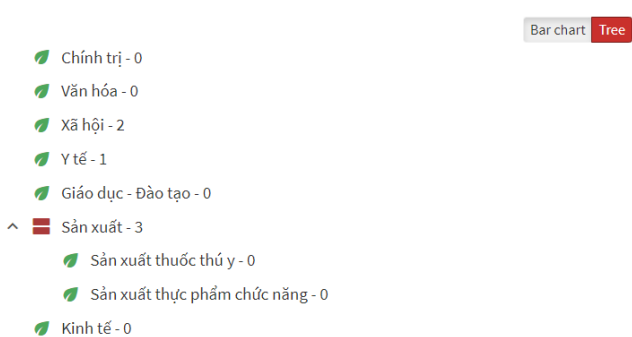 Bar chart Tree
Chính trị - 0
Văn hóa - 0
Xã hội - 2
Y tế - 1
Giáo dục - Đào tạo - 0
Sản xuất - 3
Sản xuất thuốc thú y - 0
Sản xuất thực phẩm chức năng - 0
Kinh tế - 0